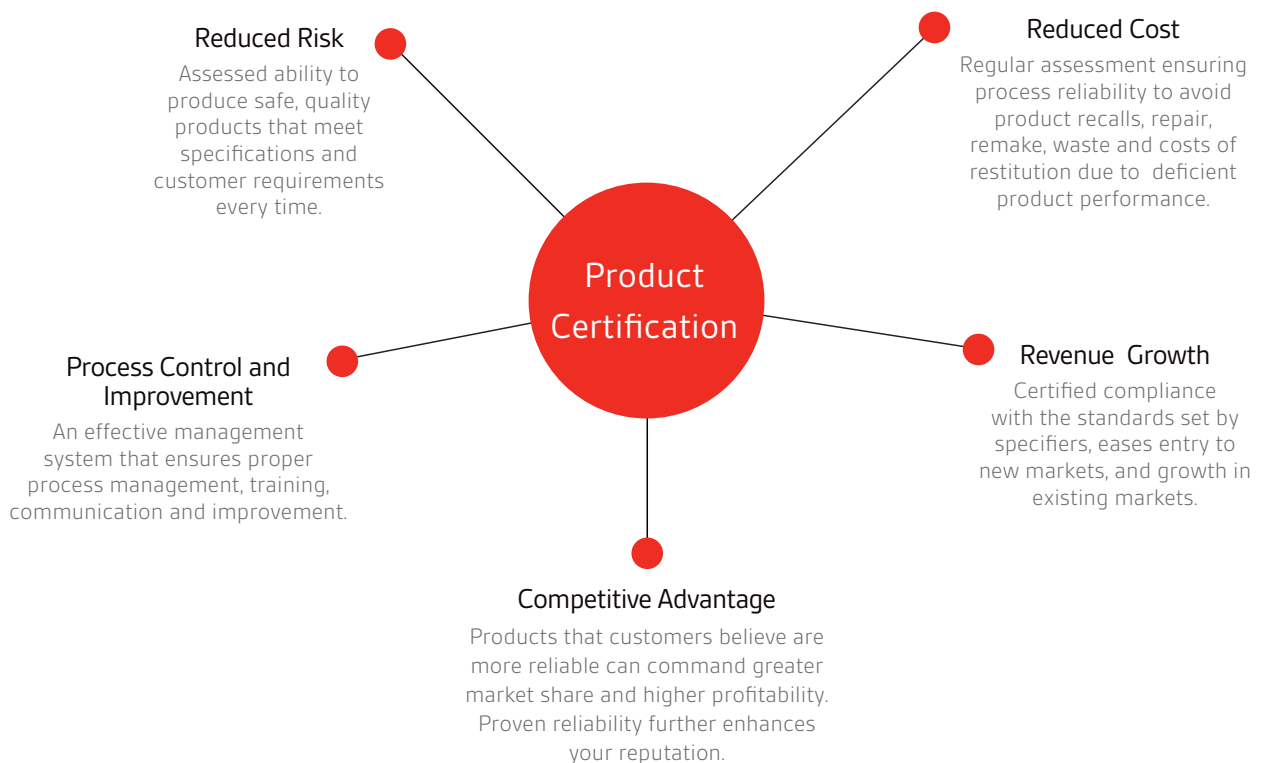 Reduced Risk
Assessed ability to
produce safe, quality
products that meet
specifications and
customer requirements
every time.
Reduced Cost
Regular assessment ensuring
process reliability to avoid
product recalls, repair,
remake, waste and costs of
restitution due to  deficient
product performance.
Product
Certification
Process Control and
Improvement
An effective management
system that ensures proper
process management, training,
communication and improvement.
Revenue  Growth
Certified compliance
with the standards set by
specifiers, eases entry to
new markets, and growth in
existing markets.
Competitive Advantage
Products that customers believe are
more reliable can command greater
market share and higher profitability.
Proven reliability further enhances
your reputation.